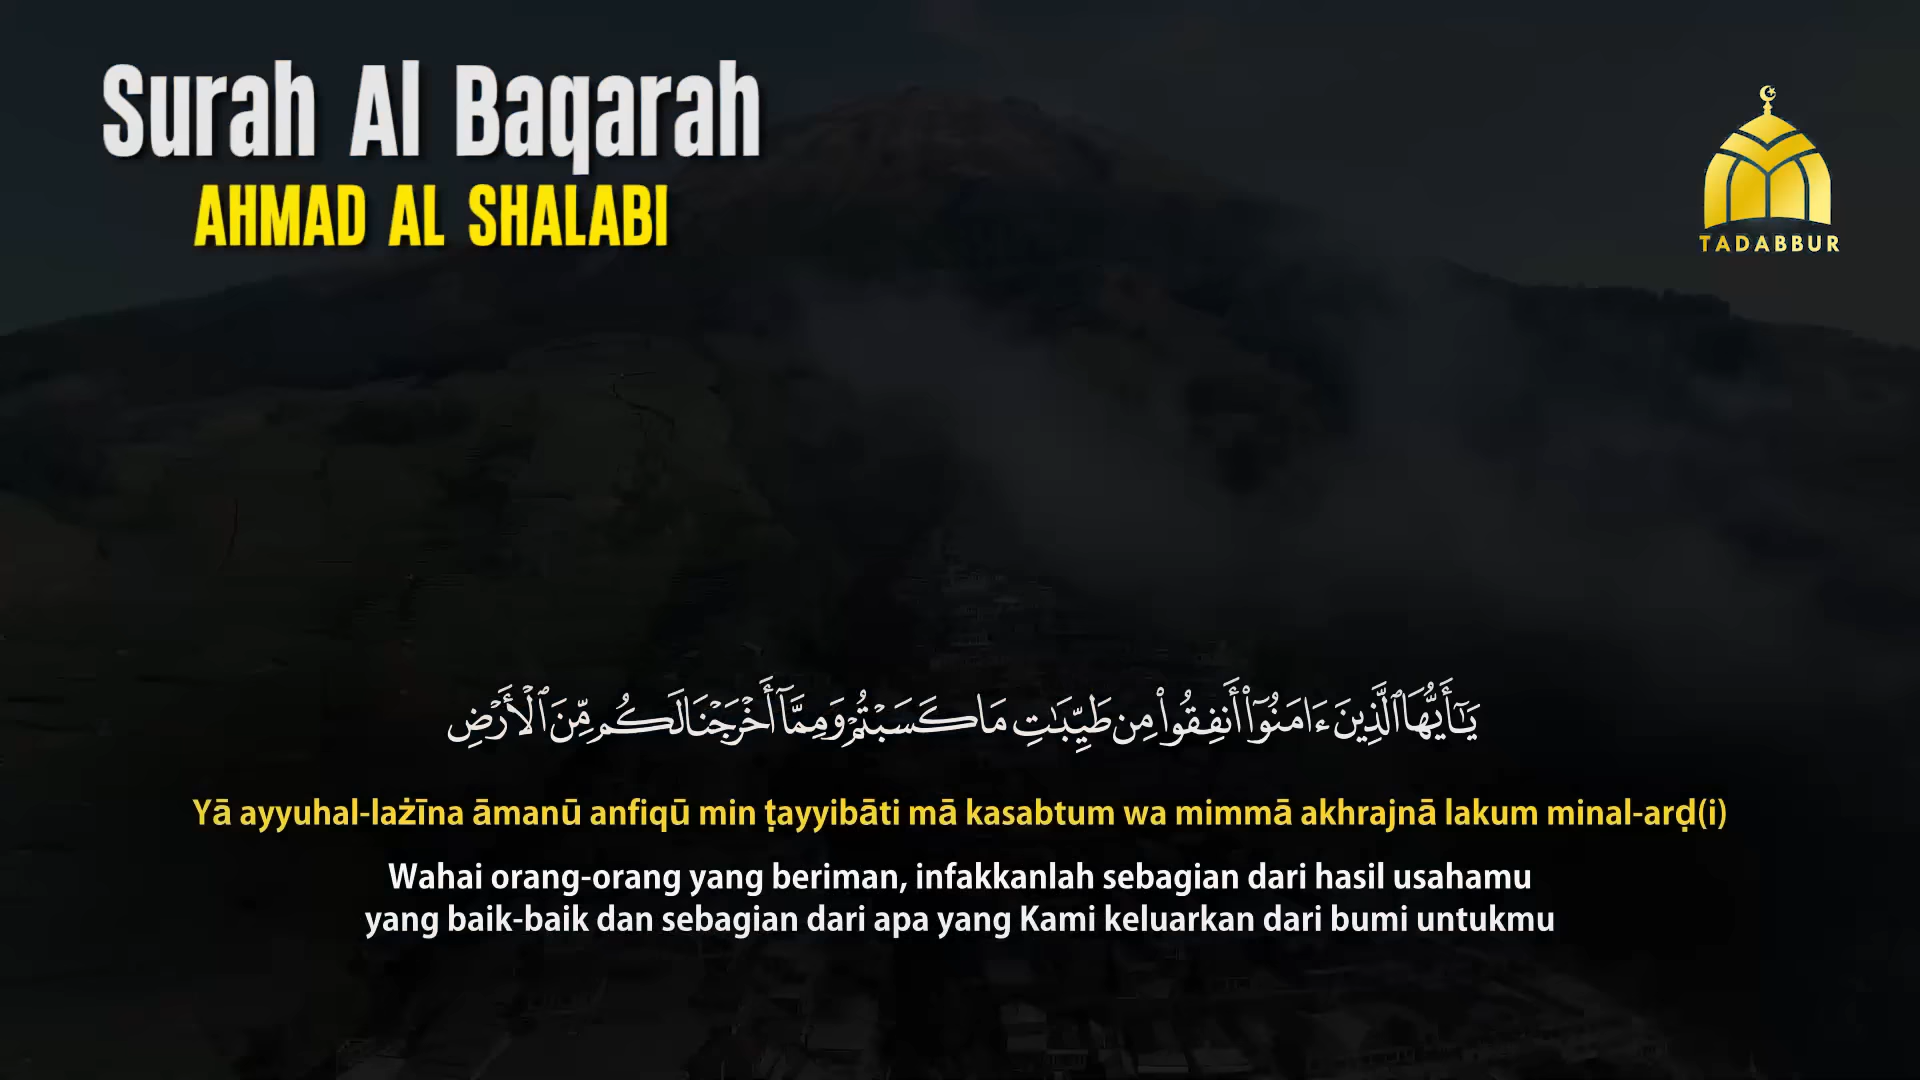 Surah Al Baqarah
AHMAD AL SHALABI
TADABBUR
يَٰٓأَيُّهَا ٱلَّذِينَ ءَامَنُوٓا۟ أَنفِقُوا۟ مِن طَيِّبَٰتِ مَا كَسَبْتُمْ وَمِمَّآ أَخْرَجْنَا لَكُم مِّنَ ٱلْأَرْضِ
Yā ayyuhal-lażīna āmanū anfiqū min ṭayyibāti mā kasabtum wa mimmā akhrajnā lakum minal-arḍ(i)
Wahai orang-orang yang beriman, infakkanlah sebagian dari hasil usahamu
yang baik-baik dan sebagian dari apa yang Kami keluarkan dari bumi untukmu